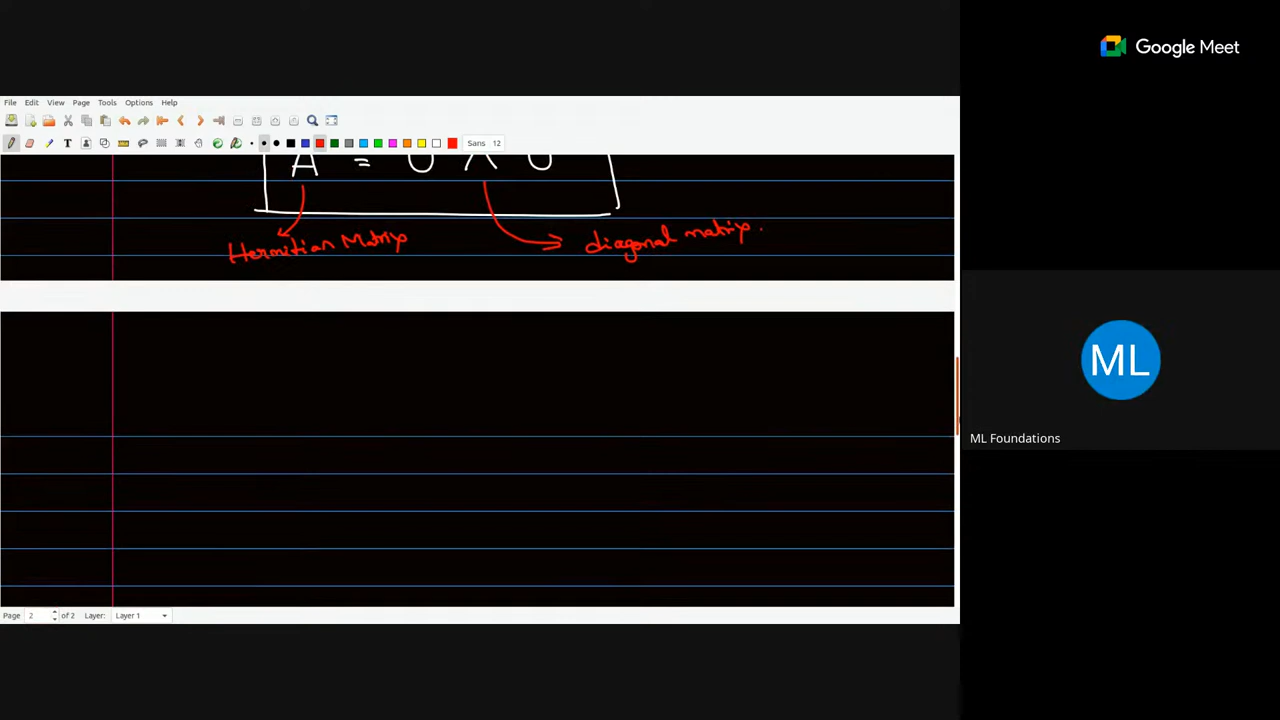 Google Meet
File Edit View Page Tools Options Help
Sans 12
A = U Λ U
Hermitian Matrix
diagonal matrix.
ML
ML Foundations
Page 2 of 2 Layer: Layer 1